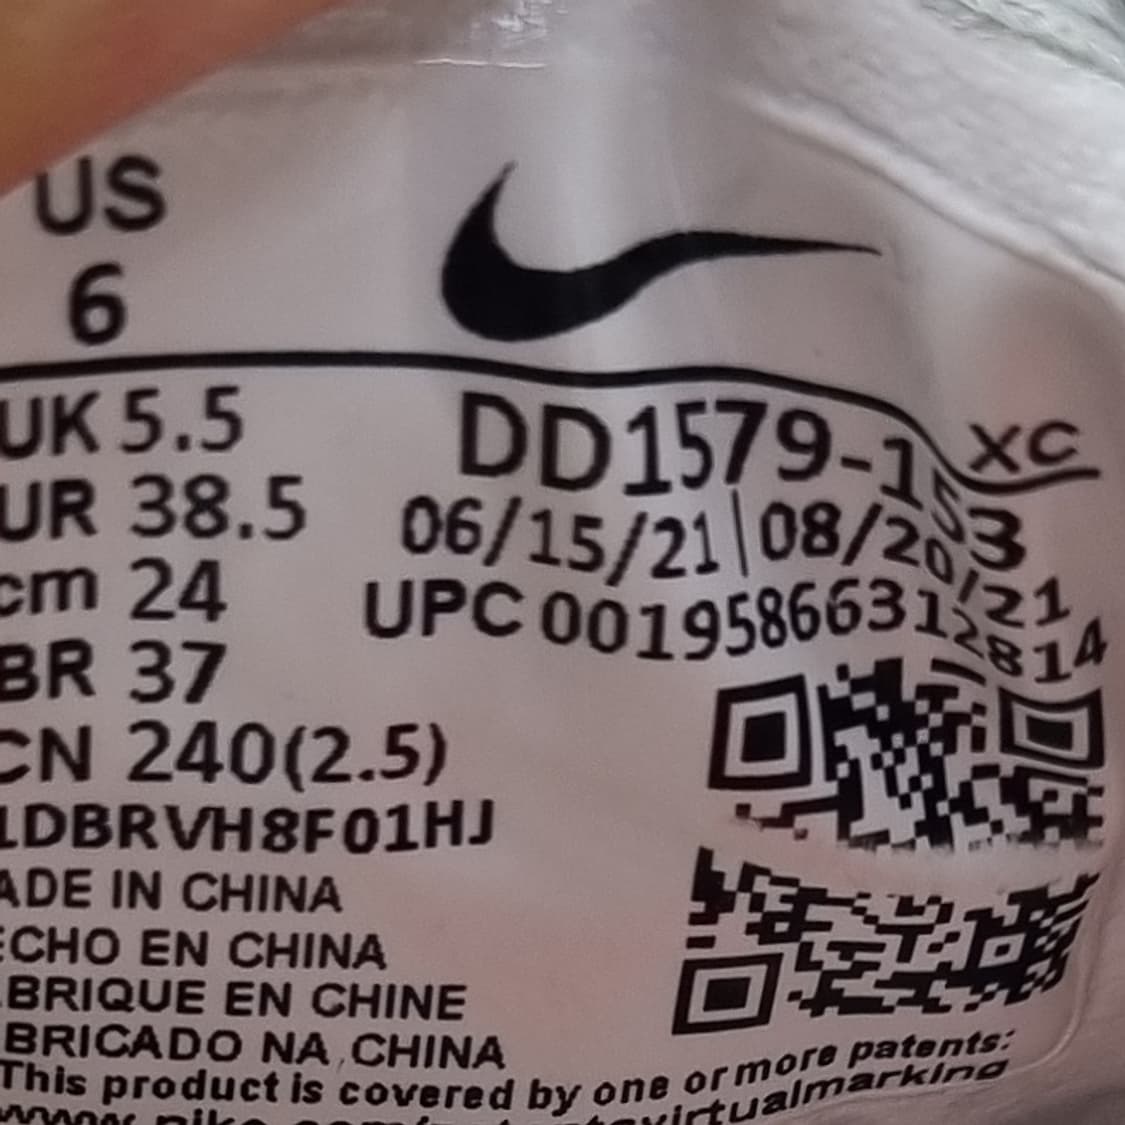 US
6
UK 5.5
UR 38.5
cm 24
BR 37
CN 240(2.5)
LDBRVH8F01HJ
ADE IN CHINA
ECHO EN CHINA
BRIQUE EN CHINE
BRICADO NA CHINA
This product is covered by one or more patents:
XC
DD1579-153
06/15/21|08/20/21
UPC 00195866312814